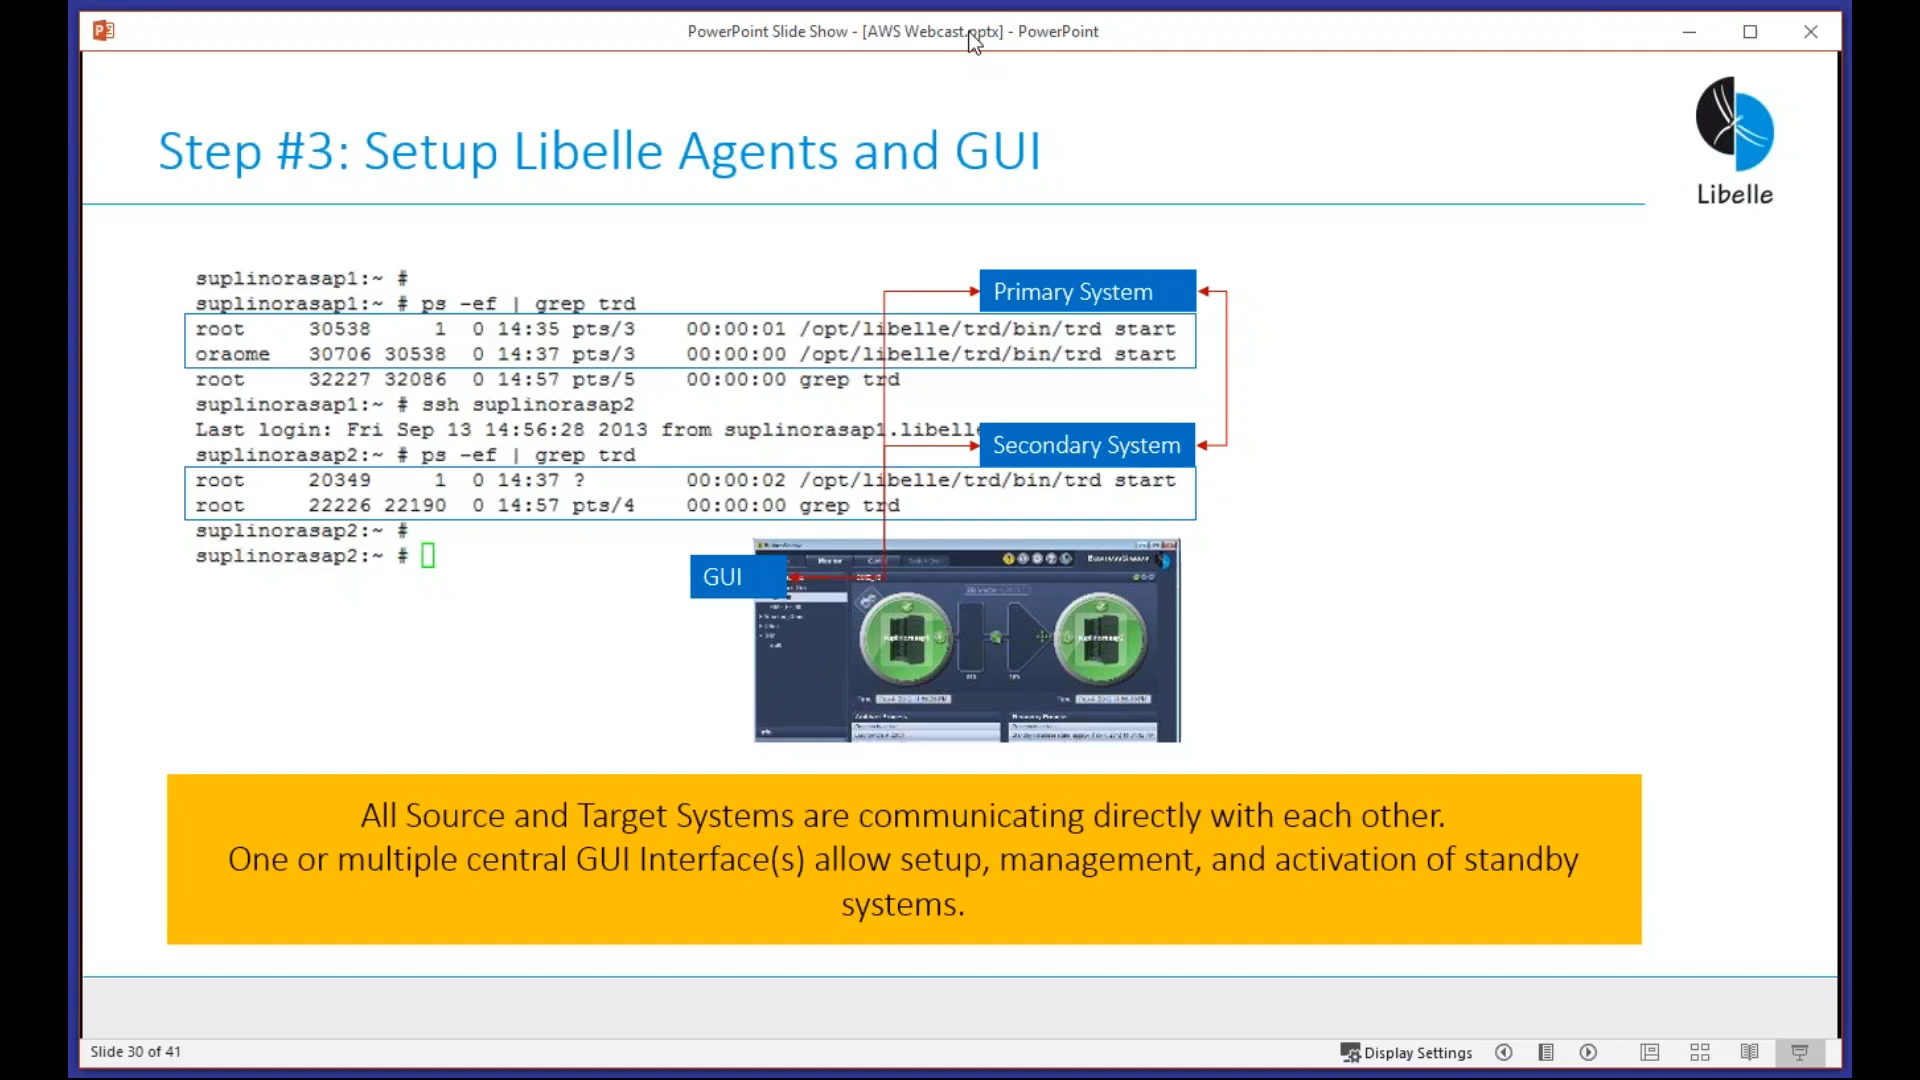 PowerPoint Slide Show - [AWS Webcast.pptx] - PowerPoint
Step #3: Setup Libelle Agents and GUI
Libelle
suplinorasap1:~ #
suplinorasap1:~ # ps -ef | grep trd
Primary System
root 30538 1 0 14:35 pts/3 00:00:01 /opt/libelle/trd/bin/trd start
oraome 30706 30538 0 14:37 pts/3 00:00:00 /opt/libelle/trd/bin/trd start
root 32227 32086 0 14:57 pts/5 00:00:00 grep trd
suplinorasap1:~ # ssh suplinorasap2
Last login: Fri Sep 13 14:56:28 2013 from suplinorasap1.libelle
Secondary System
suplinorasap2:~ # ps -ef | grep trd
root 20349 1 0 14:37 ? 00:00:02 /opt/libelle/trd/bin/trd start
root 22226 22190 0 14:57 pts/4 00:00:00 grep trd
suplinorasap2:~ #
suplinorasap2:~ #
GUI
Monitor
suplinorasap1
suplinorasap2
Archiver Process
Recovery Process
All Source and Target Systems are communicating directly with each other.
One or multiple central GUI Interface(s) allow setup, management, and activation of standby
systems.
Slide 30 of 41
Display Settings